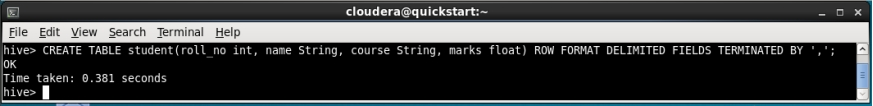 cloudera@quickstart:~
File Edit View Search Terminal Help
hive> CREATE TABLE student(roll_no int, name String, course String, marks float) ROW FORMAT DELIMITED FIELDS TERMINATED BY ',';
OK
Time taken: 0.381 seconds
hive>